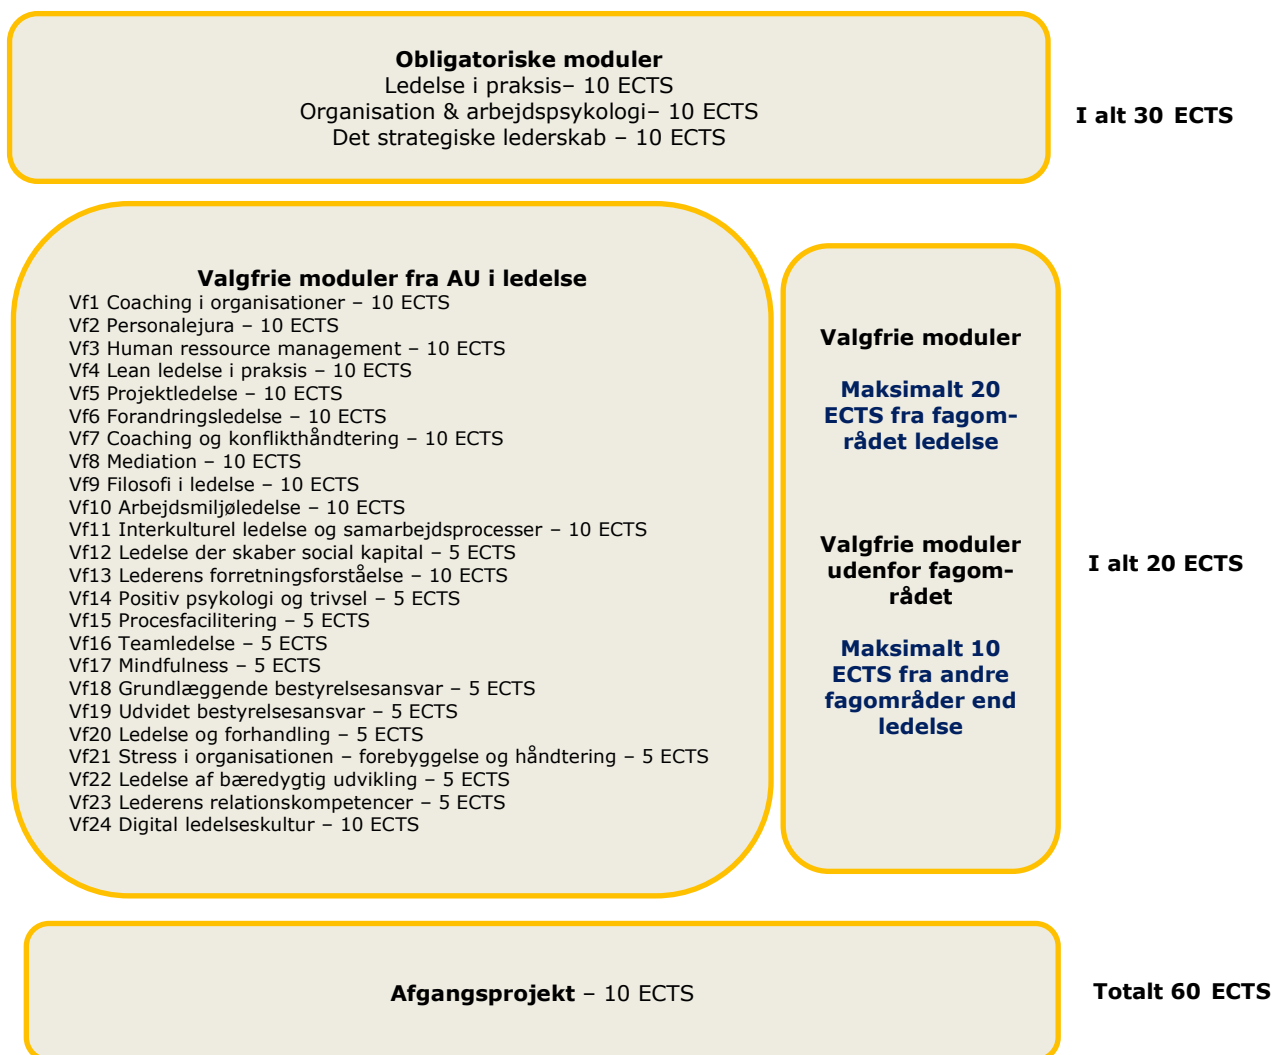 Obligatoriske moduler
Ledelse i praksis– 10 ECTS
Organisation & arbejdspsykologi– 10 ECTS
Det strategiske lederskab – 10 ECTS
I alt 30 ECTS
Valgfrie moduler fra AU i ledelse
Vf1 Coaching i organisationer – 10 ECTS
Vf2 Personalejura – 10 ECTS
Vf3 Human ressource management – 10 ECTS
Vf4 Lean ledelse i praksis – 10 ECTS
Vf5 Projektledelse – 10 ECTS
Vf6 Forandringsledelse – 10 ECTS
Vf7 Coaching og konflikthåndtering – 10 ECTS
Vf8 Mediation – 10 ECTS
Vf9 Filosofi i ledelse – 10 ECTS
Vf10 Arbejdsmiljøledelse – 10 ECTS
Vf11 Interkulturel ledelse og samarbejdsprocesser – 10 ECTS
Vf12 Ledelse der skaber social kapital – 5 ECTS
Vf13 Lederens forretningsforståelse – 10 ECTS
Vf14 Positiv psykologi og trivsel – 5 ECTS
Vf15 Procesfacilitering – 5 ECTS
Vf16 Teamledelse – 5 ECTS
Vf17 Mindfulness – 5 ECTS
Vf18 Grundlæggende bestyrelsesansvar – 5 ECTS
Vf19 Udvidet bestyrelsesansvar – 5 ECTS
Vf20 Ledelse og forhandling – 5 ECTS
Vf21 Stress i organisationen – forebyggelse og håndtering – 5 ECTS
Vf22 Ledelse af bæredygtig udvikling – 5 ECTS
Vf23 Lederens relationskompetencer – 5 ECTS
Vf24 Digital ledelseskultur – 10 ECTS
Valgfrie moduler
Maksimalt 20
ECTS fra fagom-
rådet ledelse
Valgfrie moduler
udenfor fagom-
rådet
Maksimalt 10
ECTS fra andre
fagområder end
ledelse
I alt 20 ECTS
Afgangsprojekt – 10 ECTS
Totalt 60 ECTS